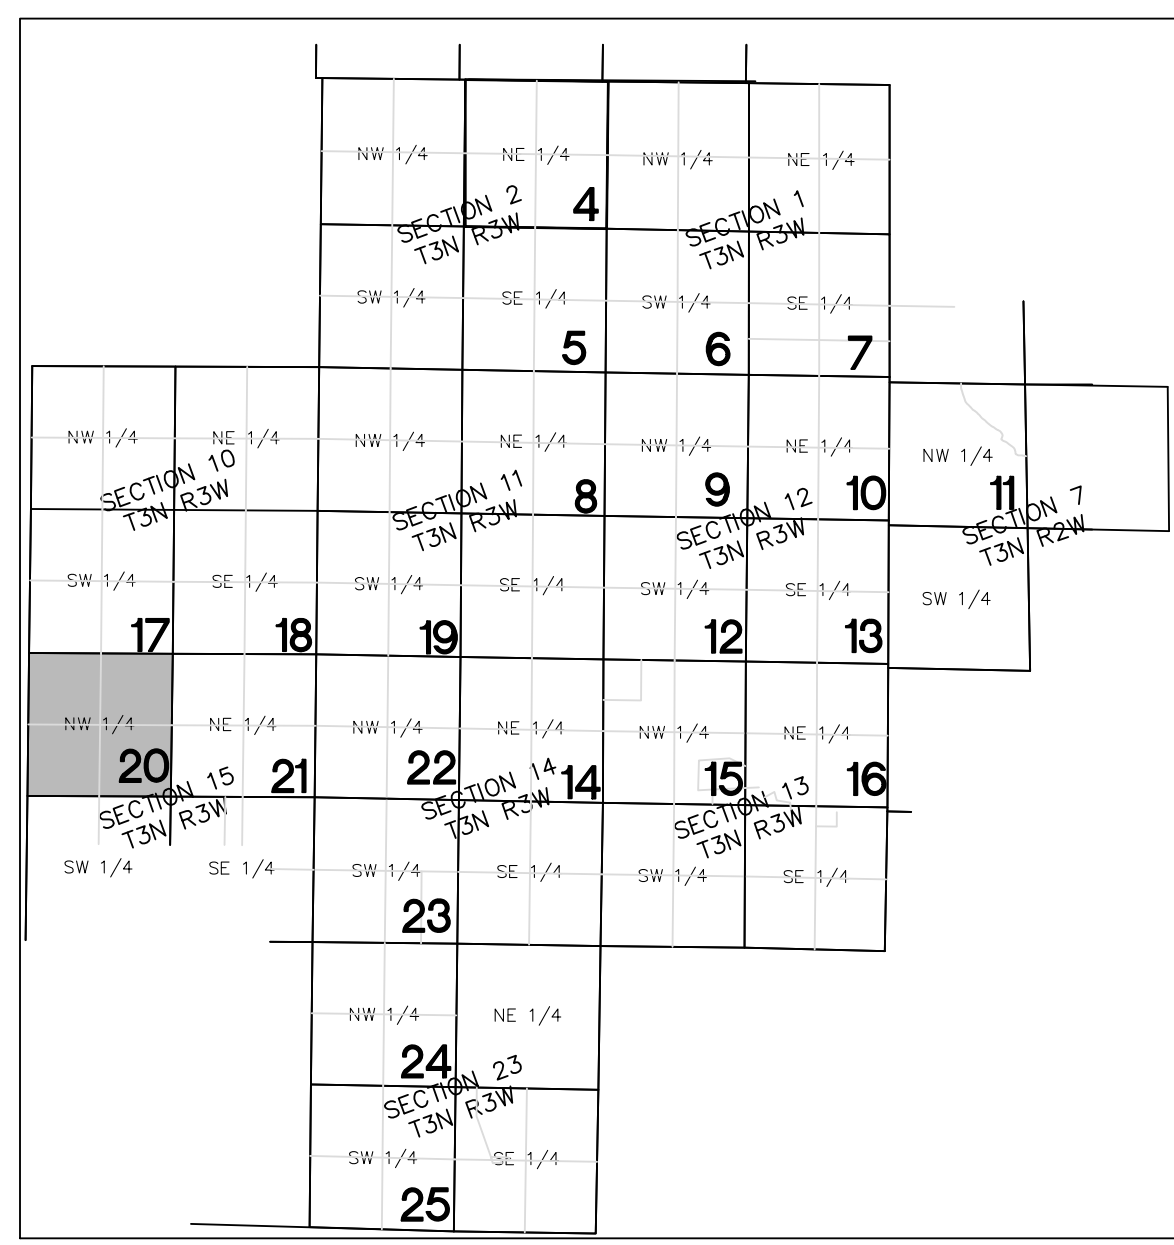 NW 1/4 NE 1/4 NW 1/4 NE 1/4
4
SECTION 2
T3N R3W
SECTION 1
T3N R3W
SW 1/4 SE 1/4 SW 1/4 SE 1/4
5 6 7
NW 1/4 NE 1/4 NW 1/4 NE 1/4 NW 1/4 NE 1/4 NW 1/4
8 9 10 11
SECTION 10
T3N R3W
SECTION 11
T3N R3W
SECTION 12
T3N R3W
SECTION 7
T3N R2W
SW 1/4 SE 1/4 SW 1/4 SE 1/4 SW 1/4 SE 1/4 SW 1/4
17 18 19 12 13
NW 1/4 NE 1/4 NW 1/4 NE 1/4 NW 1/4 NE 1/4
20 21 22 14 15 16
SECTION 15
T3N R3W
SECTION 14
T3N R3W
SECTION 13
T3N R3W
SW 1/4 SE 1/4 SW 1/4 SE 1/4 SW 1/4 SE 1/4
23
NW 1/4 NE 1/4
24
SECTION 23
T3N R3W
SW 1/4 SE 1/4
25